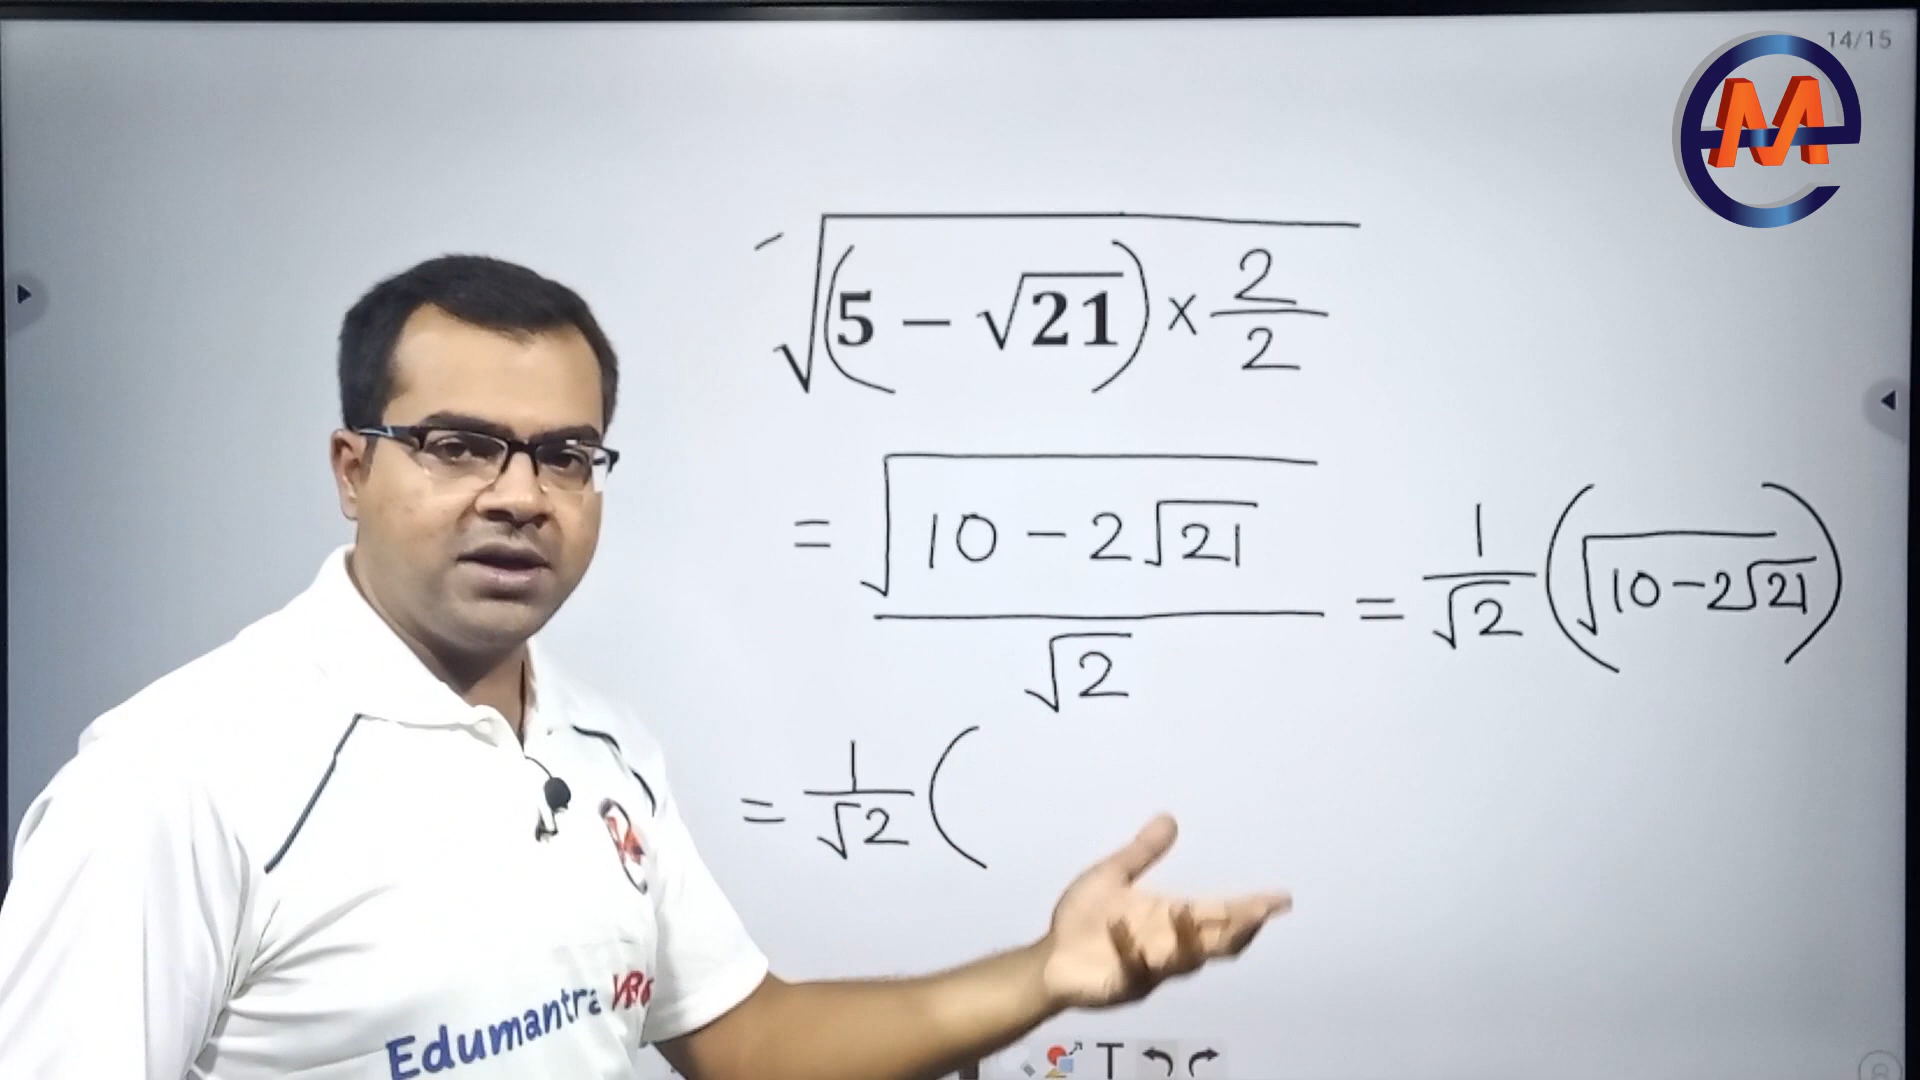 14/15
√((5 − √21) × 2/2)
= √(10 − 2√21) / √2 = 1/√2 (√(10 − 2√21))
= 1/√2 (
Edumantra
T